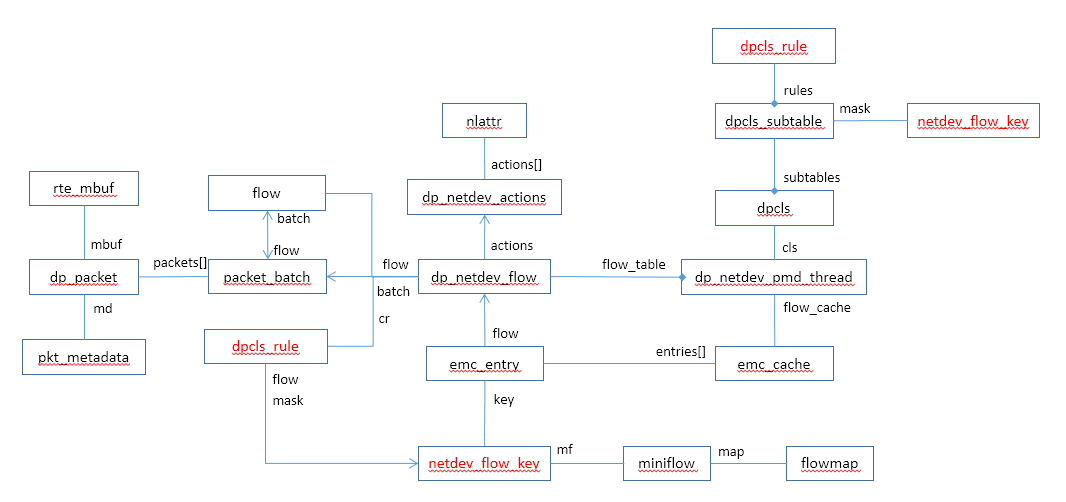 dpcls_rule
rules
dpcls_subtable
mask
netdev_flow_key
nlattr
actions[]
subtables
rte_mbuf
flow
dp_netdev_actions
dpcls
batch
mbuf
flow
actions
cls
packets[]
flow
flow_table
dp_packet
packet_batch
dp_netdev_flow
dp_netdev_pmd_thread
batch
md
cr
flow_cache
flow
dpcls_rule
entries[]
pkt_metadata
emc_entry
emc_cache
flow
mask
key
mf
map
netdev_flow_key
miniflow
flowmap